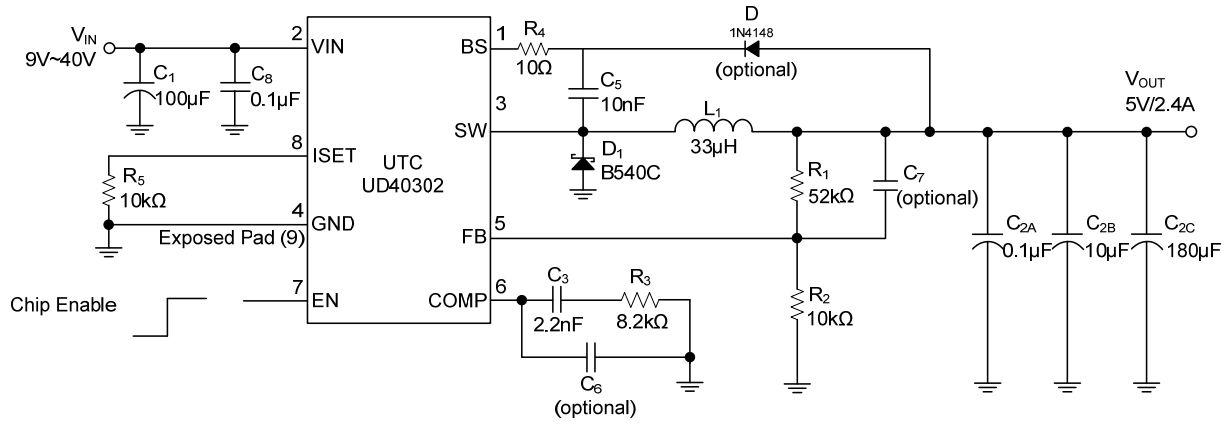 V_IN
9V~40V
C1
100µF
C8
0.1µF
2
VIN
8
ISET
R5
10kΩ
4
GND
Exposed Pad (9)
7
EN
Chip Enable
UTC
UD40302
1
BS
R4
10Ω
D
1N4148
(optional)
C5
10nF
3
SW
L1
33µH
D1
B540C
R1
52kΩ
C7
(optional)
5
FB
R2
10kΩ
6
COMP
C3
2.2nF
R3
8.2kΩ
C6
(optional)
VOUT
5V/2.4A
C2A
0.1µF
C2B
10µF
C2C
180µF